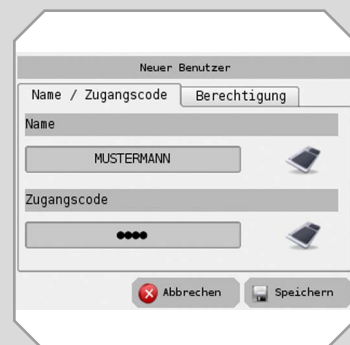 Neuer Benutzer
Name / Zugangscode
Berechtigung
Name
MUSTERMANN
Zugangscode
●●●●
Abbrechen
Speichern